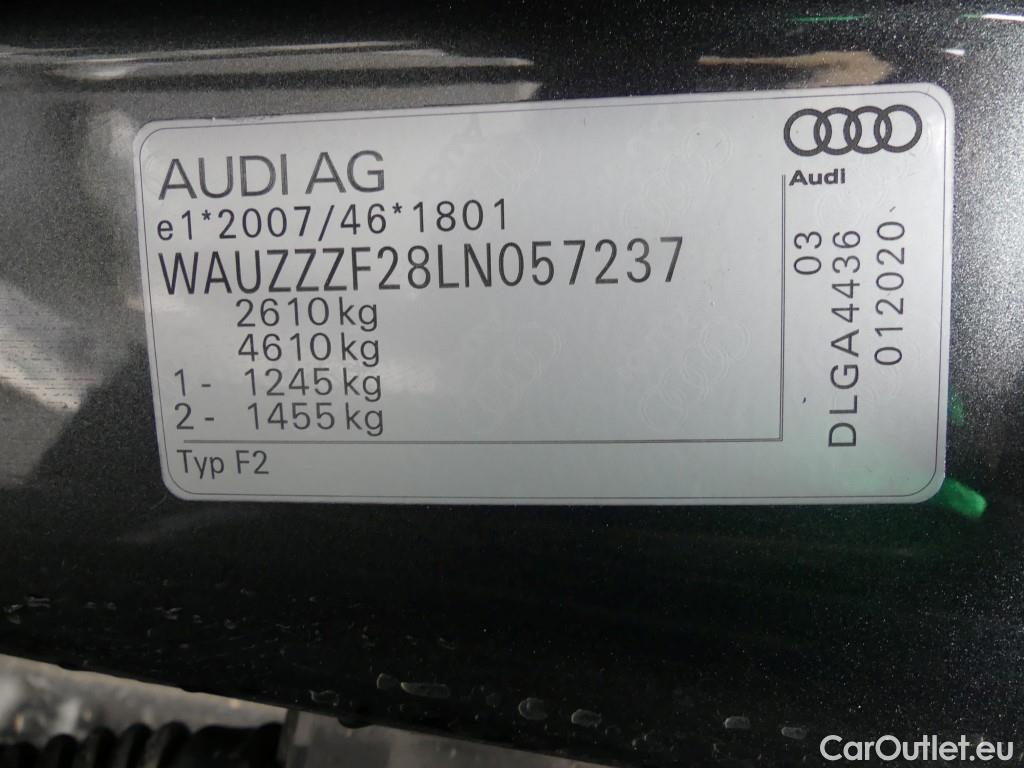 AUDI AG
e1*2007/46*1801
WAUZZZF28LN057237
2610 kg
4610 kg
1 - 1245 kg
2 - 1455 kg
Typ F2
Audi
03
DLGA4436
012020
CarOutlet.eu